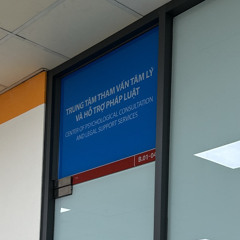 TRUNG TÂM THAM VẤN TÂM LÝ
VÀ HỖ TRỢ PHÁP LUẬT
CENTER OF PSYCHOLOGICAL CONSULTATION
AND LEGAL SUPPORT SERVICES